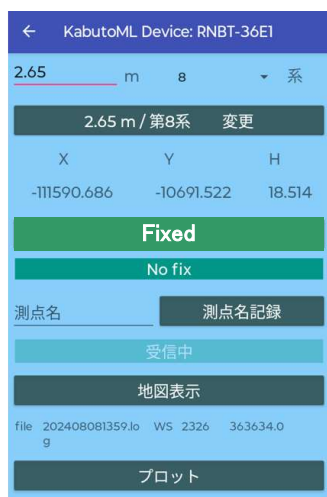 ← KabutoML Device: RNBT-36E1
2.65 m 8 系
2.65 m / 第8系 変更
X Y H
-111590.686 -10691.522 18.514
Fixed
No fix
測点名 測点名記録
受信中
地図表示
file 202408081359.lo WS 2326 363634.0
g
プロット